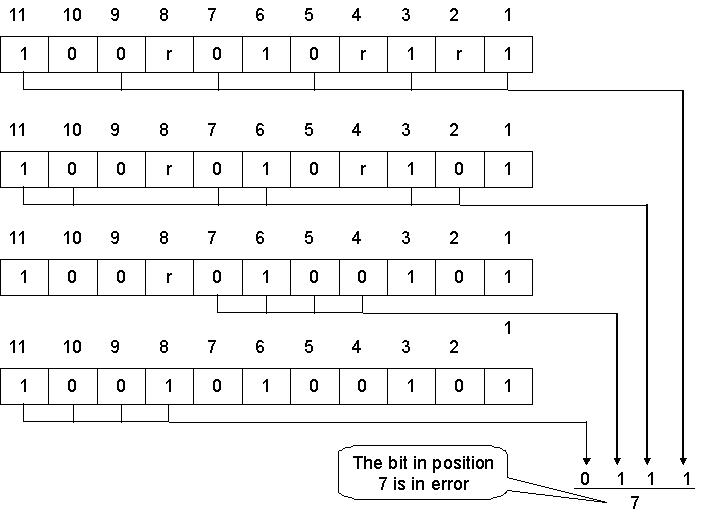 11 10 9 8 7 6 5 4 3 2 1
1 0 0 r 0 1 0 r 1 r 1
11 10 9 8 7 6 5 4 3 2 1
1 0 0 r 0 1 0 r 1 0 1
11 10 9 8 7 6 5 4 3 2 1
1 0 0 r 0 1 0 0 1 0 1
1
11 10 9 8 7 6 5 4 3 2
1 0 0 1 0 1 0 0 1 0 1
The bit in position
7 is in error
0 1 1 1
7